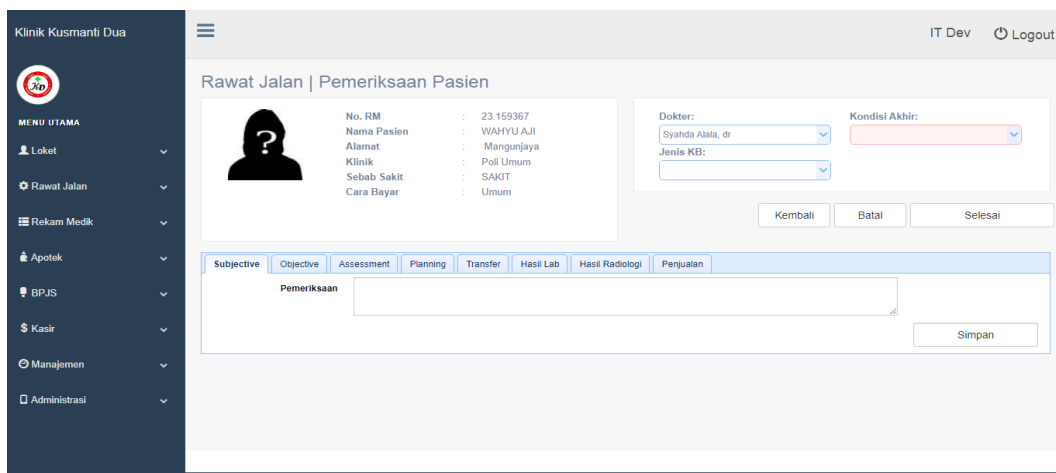 Klinik Kusmanti Dua
IT Dev Logout
KD
MENU UTAMA
Loket
Rawat Jalan
Rekam Medik
Apotek
BPJS
$ Kasir
Manajemen
Administrasi
Rawat Jalan | Pemeriksaan Pasien
No. RM : 23.159367
Nama Pasien : WAHYU AJI
Alamat : Mangunjaya
Klinik : Poli Umum
Sebab Sakit : SAKIT
Cara Bayar : Umum
Dokter: Kondisi Akhir:
Syahda Alala, dr
Jenis KB:
Kembali Batal Selesai
Subjective Objective Assessment Planning Transfer Hasil Lab Hasil Radiologi Penjualan
Pemeriksaan
Simpan